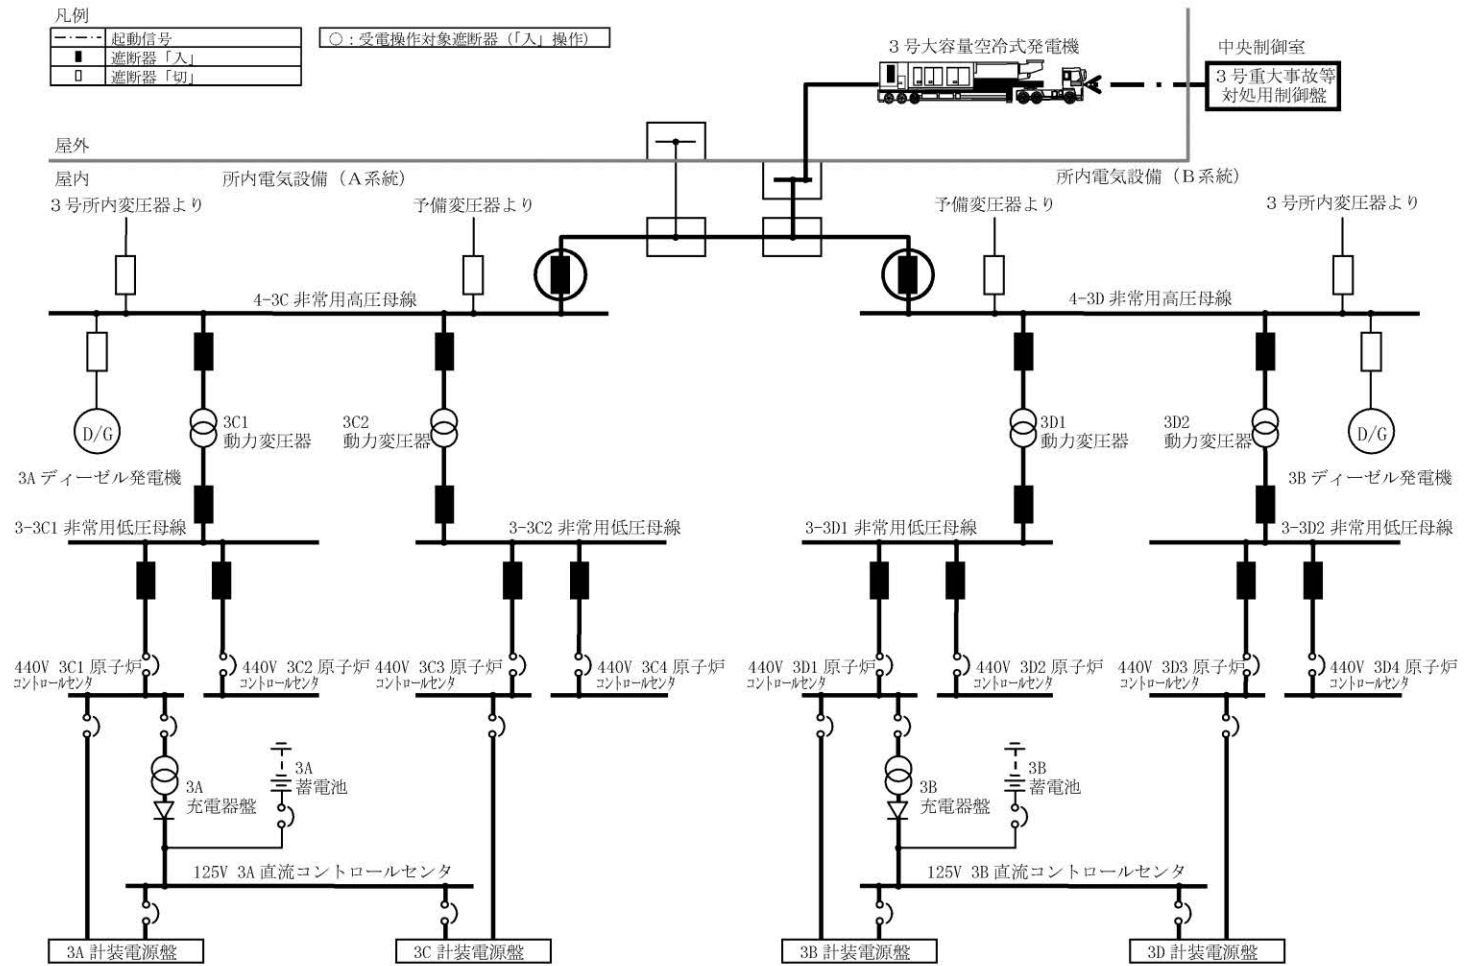 凡例
起動信号
遮断器「入」
遮断器「切」
○：受電操作対象遮断器（「入」操作）
3号大容量空冷式発電機
中央制御室
3号重大事故等
対処用制御盤
屋外
屋内
所内電気設備（A系統）
所内電気設備（B系統）
3号所内変圧器より
予備変圧器より
予備変圧器より
3号所内変圧器より
4-3C 非常用高圧母線
4-3D 非常用高圧母線
D/G
3C1
動力変圧器
3C2
動力変圧器
3D1
動力変圧器
3D2
動力変圧器
D/G
3A ディーゼル発電機
3B ディーゼル発電機
3-3C1 非常用低圧母線
3-3C2 非常用低圧母線
3-3D1 非常用低圧母線
3-3D2 非常用低圧母線
440V 3C1 原子炉
コントロールセンタ
440V 3C2 原子炉
コントロールセンタ
440V 3C3 原子炉
コントロールセンタ
440V 3C4 原子炉
コントロールセンタ
440V 3D1 原子炉
コントロールセンタ
440V 3D2 原子炉
コントロールセンタ
440V 3D3 原子炉
コントロールセンタ
440V 3D4 原子炉
コントロールセンタ
3A
充電器盤
3A
蓄電池
3B
充電器盤
3B
蓄電池
125V 3A 直流コントロールセンタ
125V 3B 直流コントロールセンタ
3A 計装電源盤
3C 計装電源盤
3B 計装電源盤
3D 計装電源盤